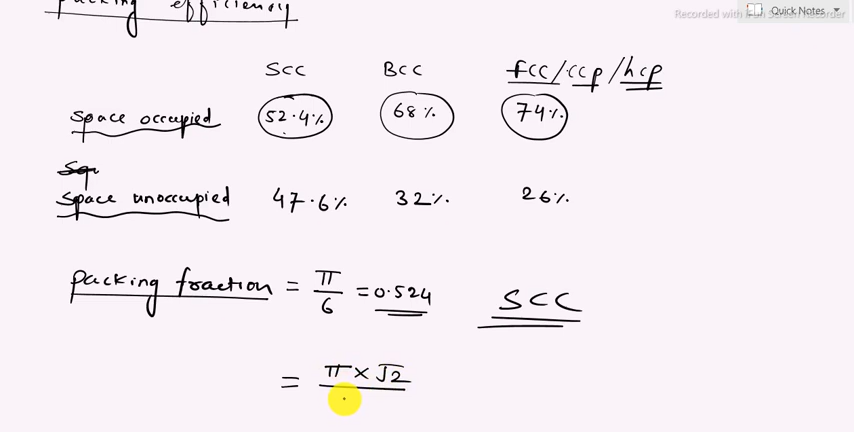 packing efficiency
Quick Notes
SCC BCC FCC/ccp/hcp
Space occupied 52.4% 68% 74%
Space unoccupied 47.6% 32% 26%
packing fraction = π/6 = 0.524 SCC
= π × √2